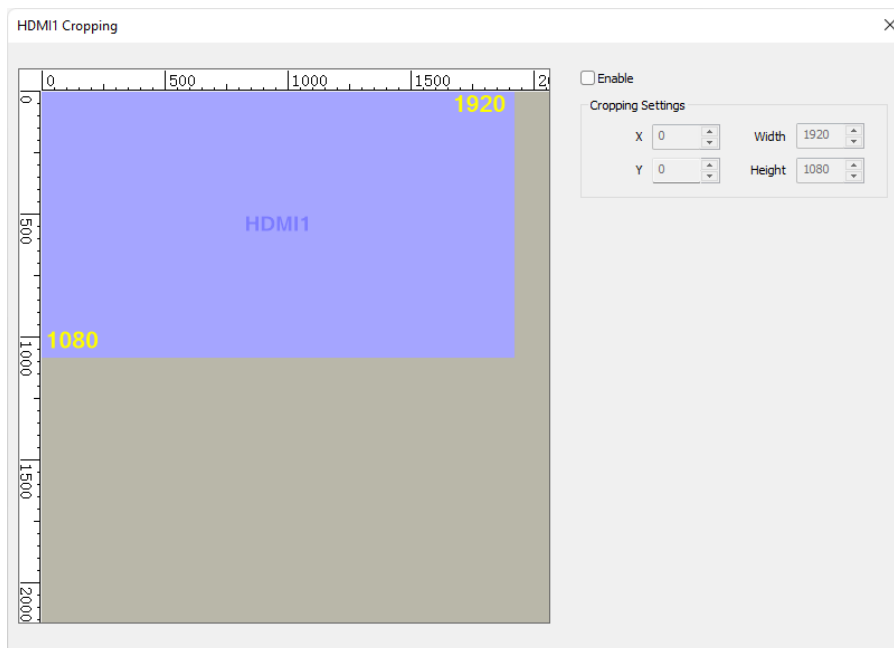 HDMI1 Cropping
0 500 1000 1500 2
Enable
0
1920
Cropping Settings
X 0 Width 1920
Y 0 Height 1080
500
HDMI1
1080
1000
1500
2000